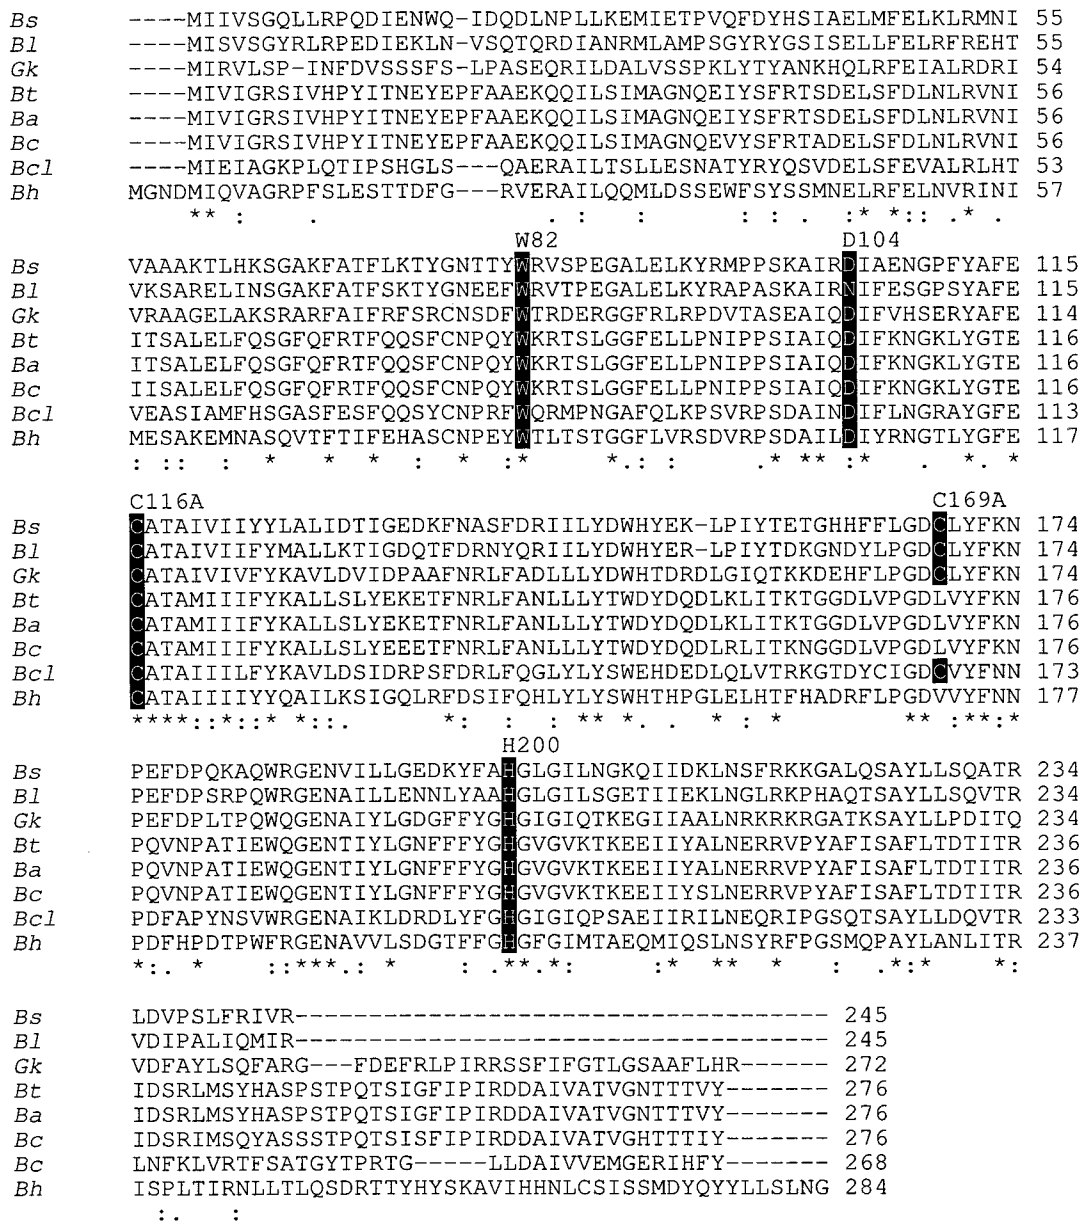 Bs ----MIIVSGQLLRPQDIENWQ-IDQDLNPLLKEMIETPVQFDYHSIAELMFELKLRMNI 55
Bl ----MISVSGYRLRPEDIEKLN-VSQTQRDIANRMLAMPSGYRYGSISELLFELRFREHT 55
Gk ----MIRVLSP-INFDVSSSFS-LPASEQRILDALVSSPKLYTYANKHQLRFEIALRDRI 54
Bt ----MIVIGRSIVHPYITNEYEPFAAEKQQILSIMAGNQEIYSFRTSDELSFDLNLRVNI 56
Ba ----MIVIGRSIVHPYITNEYEPFAAEKQQILSIMAGNQEIYSFRTSDELSFDLNLRVNI 56
Bc ----MIVIGRSIVHPYITNEYEPFAAEKQQILSIMAGNQEVYSFRTADELSFDLNLRVNI 56
Bcl ----MIEIAGKPLQTIPSHGLS---QAERAILTSLLESNATYRYQSVDELSFEVALRLHT 53
Bh MGNDMIQVAGRPFSLESTTDFG---RVERAILQQMLDSSEWFSYSSMNELRFELNVRINI 57
** : . . : : : : :* *:: .* .
W82 D104
Bs VAAAKTLHKSGAKFATFLKTYGNTTYWRVSPEGALELKYRMPPSKAIRDIAENGPFYAFE 115
Bl VKSARELINSGAKFATFSKTYGNEEFWRVTPEGALELKYRAPASKAIRNIFESGPSYAFE 115
Gk VRAAGELAKSRARFAIFRFSRCNSDFWTRDERGGFRLRPDVTASEAIQDIFVHSERYAFE 114
Bt ITSALELFQSGFQFRTFQQSFCNPQYWKRTSLGGFELLPNIPPSIAIQDIFKNGKLYGTE 116
Ba ITSALELFQSGFQFRTFQQSFCNPQYWKRTSLGGFELLPNIPPSIAIQDIFKNGKLYGTE 116
Bc IISALELFQSGFQFRTFQQSFCNPQYWKRTSLGGFELLPNIPPSIAIQDIFKNGKLYGTE 116
Bcl VEASIAMFHSGASFESFQQSYCNPRFWQRMPNGAFQLKPSVRPSDAINDIFLNGRAYGFE 113
Bh MESAKEMNASQVTFTIFEHASCNPEYWTLTSTGGFLVRSDVRPSDAILDIYRNGTLYGFE 117
: :: : * * * : * :* *.: : .* ** :* . *. *
C116A C169A
Bs CATAIVIIYYLALIDTIGEDKFNASFDRIILYDWHYEK-LPIYTETGHHFFLGDCLYFKN 174
Bl CATAIVIIFYMALLKTIGDQTFDRNYQRIILYDWHYER-LPIYTDKGNDYLPGDCLYFKN 174
Gk CATAIVIVFYKAVLDVIDPAAFNRLFADLLLYDWHTDRDLGIQTKKDEHFLPGDCLYFKN 174
Bt CATAMIIIFYKALLSLYEKETFNRLFANLLLYTWDYDQDLKLITKTGGDLVPGDLVYFKN 176
Ba CATAMIIIFYKALLSLYEKETFNRLFANLLLYTWDYDQDLKLITKTGGDLVPGDLVYFKN 176
Bc CATAMIIIFYKALLSLYEEETFNRLFANLLLYTWDYDQDLRLITKNGGDLVPGDLVYFKN 176
Bcl CATAIIILFYKAVLDSIDRPSFDRLFQGLYLYSWEHDEDLQLVTRKGTDYCIGDCVYFNN 173
Bh CATAIIIIYYQAILKSIGQLRFDSIFQHLYLYSWHTHPGLELHTFHADRFLPGDVVYFNN 177
****::*::* *::. *: : : ** *. . * : * ** :**:*
H200
Bs PEFDPQKAQWRGENVILLGEDKYFAHGLGILNGKQIIDKLNSFRKKGALQSAYLLSQATR 234
Bl PEFDPSRPQWRGENAILLENNLYAAHGLGILSGETIIEKLNGLRKPHAQTSAYLLSQVTR 234
Gk PEFDPLTPQWQGENAIYLGDGFFYGHGIGIQTKEGIIAALNRKRKRGATKSAYLLPDITQ 234
Bt PQVNPATIEWQGENTIYLGNFFFYGHGVGVKTKEEIIYALNERRVPYAFISAFLTDTITR 236
Ba PQVNPATIEWQGENTIYLGNFFFYGHGVGVKTKEEIIYALNERRVPYAFISAFLTDTITR 236
Bc PQVNPATIEWQGENTIYLGNFFFYGHGVGVKTKEEIIYSLNERRVPYAFISAFLTDTITR 236
Bcl PDFAPYNSVWRGENAIKLDRDLYFGHGIGIQPSAEIIRILNEQRIPGSQTSAYLLDQVTR 233
Bh PDFHPDTPWFRGENAVVLSDGTFFGHGFGIMTAEQMIQSLNSYRFPGSMQPAYLANLITR 237
*:. * ::***.: * : .**.*: :* ** * : .*:* *:
Bs LDVPSLFRIVR----------------------------------- 245
Bl VDIPALIQMIR----------------------------------- 245
Gk VDFAYLSQFARG---FDEFRLPIRRSSFIFGTLGSAAFLHR------ 272
Bt IDSRLMSYHASPSTPQTSIGFIPIRDDAIVATVGNTTTVY------- 276
Ba IDSRLMSYHASPSTPQTSIGFIPIRDDAIVATVGNTTTVY------- 276
Bc IDSRIMSQYASSSTPQTSISFIPIRDDAIVATVGHTTTIY------- 276
Bc LNFKLVRTFSATGYTPRTG-----LLDAIVVEMGERIHFY------- 268
Bh ISPLTIRNLLTLQSDRTTYHYSKAVIHHNLCSISSMDYQYYLLSLNG 284
:. :